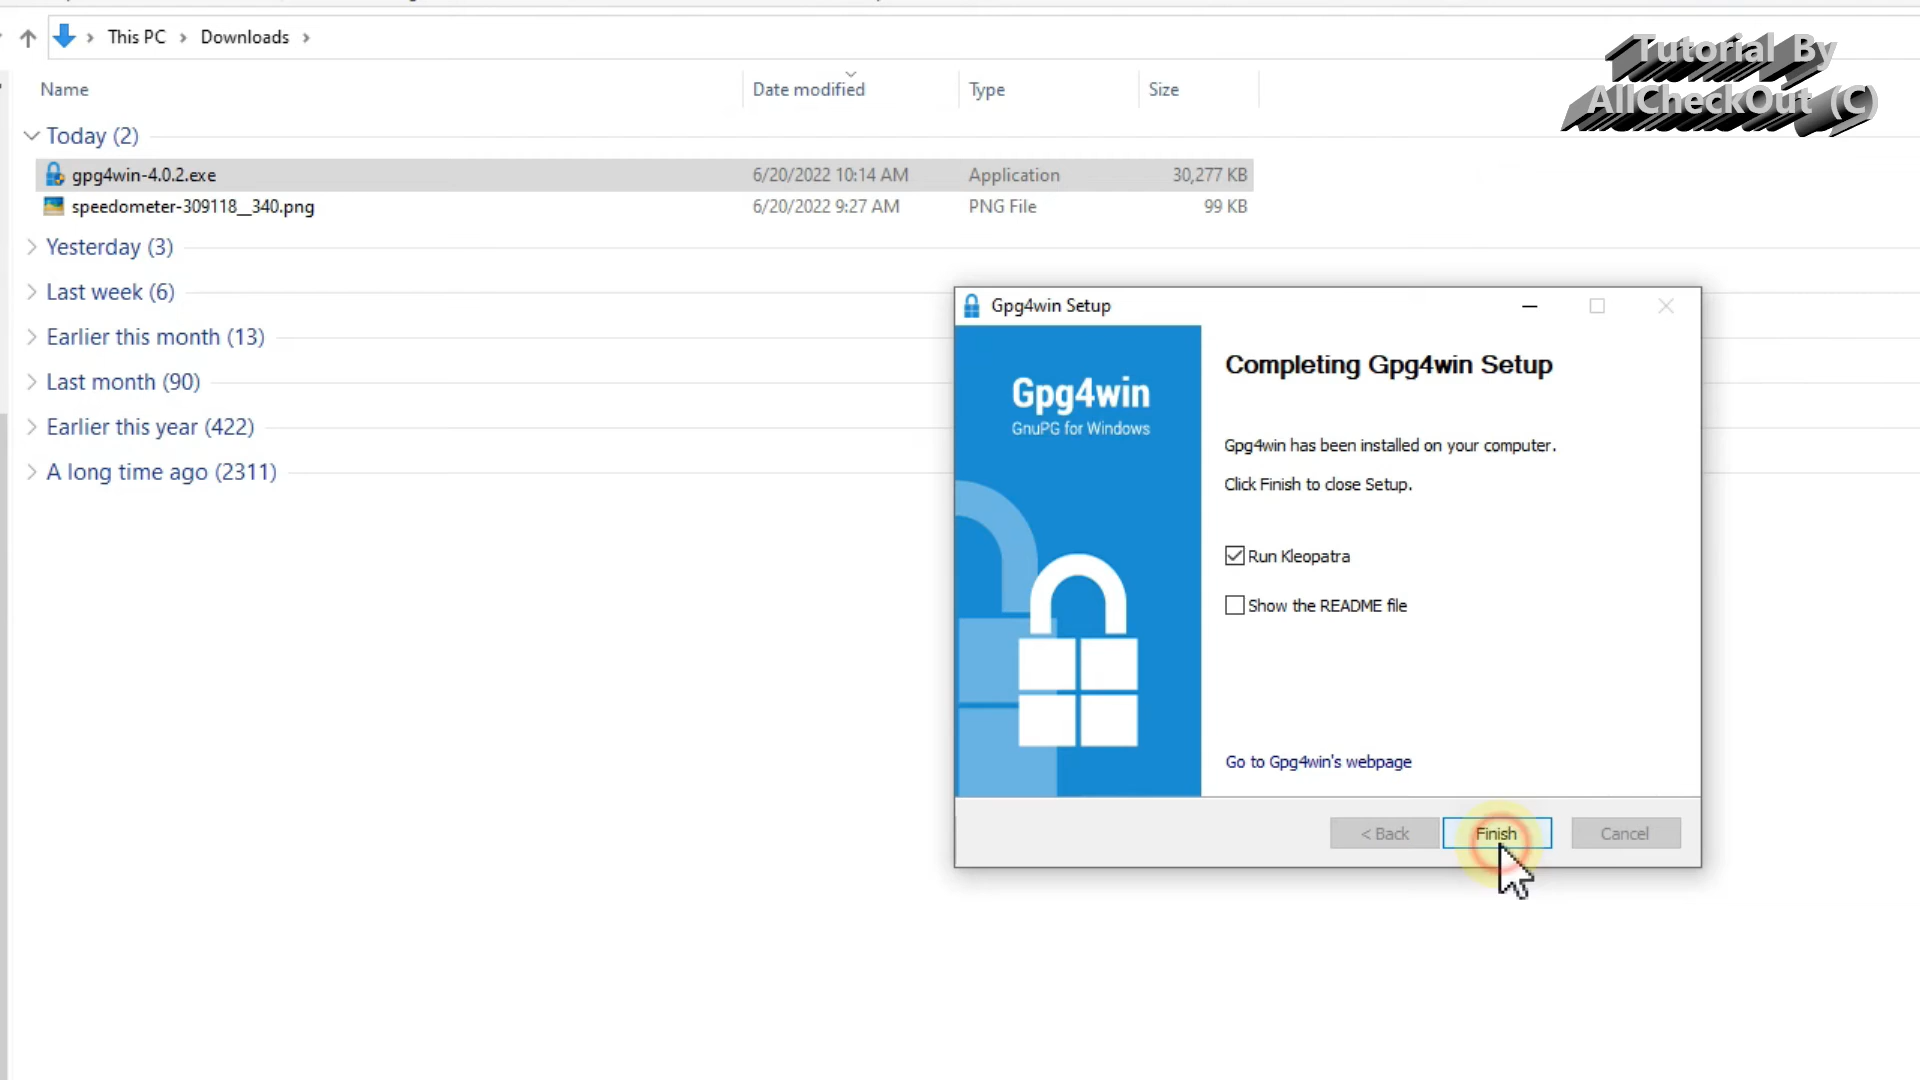 This PC
Downloads
Tutorial By
AllCheckOut (C)
Name
Date modified
Type
Size
Today (2)
gpg4win-4.0.2.exe
6/20/2022 10:14 AM
Application
30,277 KB
speedometer-309118__340.png
6/20/2022 9:27 AM
PNG File
99 KB
Yesterday (3)
Last week (6)
Earlier this month (13)
Last month (90)
Earlier this year (422)
A long time ago (2311)
Gpg4win Setup
Gpg4win
GnuPG for Windows
Completing Gpg4win Setup
Gpg4win has been installed on your computer.
Click Finish to close Setup.
Run Kleopatra
Show the README file
Go to Gpg4win's webpage
< Back
Finish
Cancel